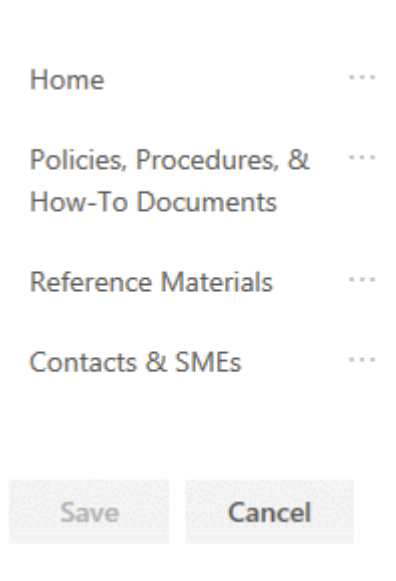 Home ...
Policies, Procedures, & ...
How-To Documents
Reference Materials ...
Contacts & SMEs ...
Save Cancel